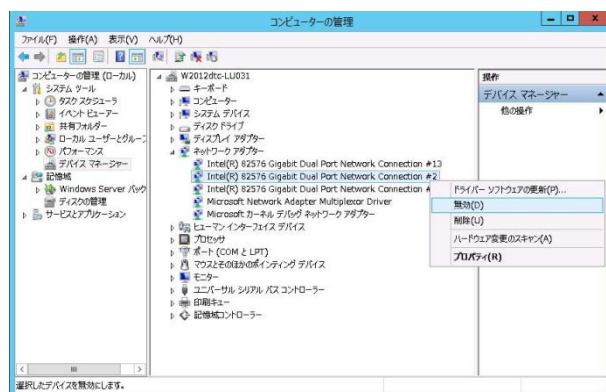 コンピューターの管理
ファイル(F) 操作(A) 表示(V) ヘルプ(H)
コンピューターの管理 (ローカル)
システム ツール
タスク スケジューラ
イベント ビューアー
共有フォルダー
ローカル ユーザーとグループ
パフォーマンス
デバイス マネージャー
記憶域
Windows Server バック
ディスクの管理
サービスとアプリケーション
W2012dtc-LU031
キーボード
コンピューター
システム デバイス
ディスク ドライブ
ディスプレイ アダプター
ネットワーク アダプター
Intel(R) 82576 Gigabit Dual Port Network Connection #13
Intel(R) 82576 Gigabit Dual Port Network Connection #2
Intel(R) 82576 Gigabit Dual Port Network Connection
Microsoft Network Adapter Multiplexor Driver
Microsoft カーネル デバッグ ネットワーク アダプター
ヒューマン インターフェイス デバイス
プロセッサ
ポート (COM と LPT)
マウスとそのほかのポインティング デバイス
モニター
ユニバーサル シリアル バス コントローラー
印刷キュー
記憶域コントローラー
ドライバー ソフトウェアの更新(P)...
無効(D)
削除(U)
ハードウェア変更のスキャン(A)
プロパティ(R)
操作
デバイス マネージャー
他の操作
選択したデバイスを無効にします。